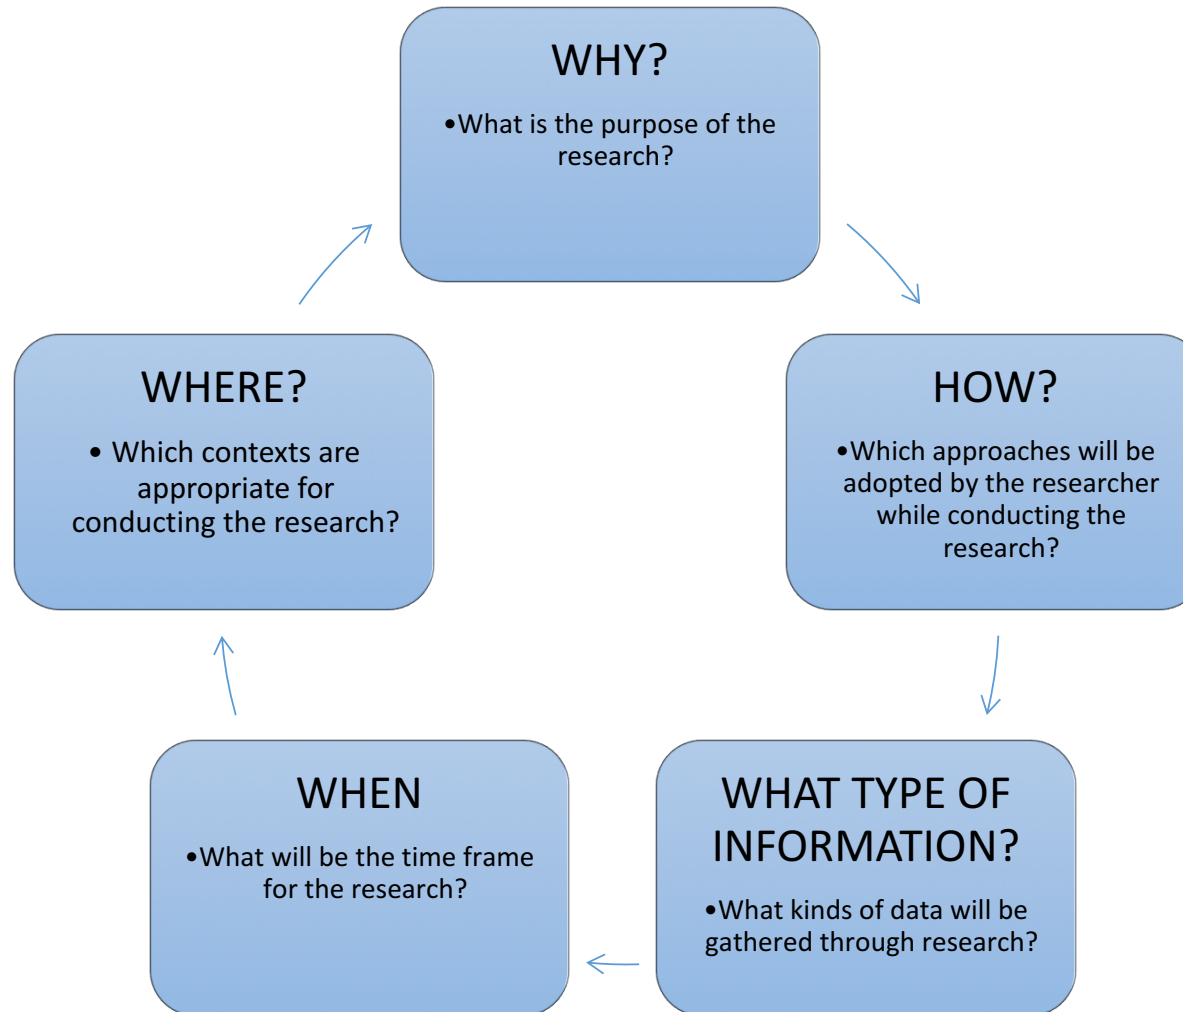 WHY?
•What is the purpose of the
research?
HOW?
•Which approaches will be
adopted by the researcher
while conducting the
research?
WHAT TYPE OF
INFORMATION?
•What kinds of data will be
gathered through research?
WHEN
•What will be the time frame
for the research?
WHERE?
• Which contexts are
appropriate for
conducting the research?